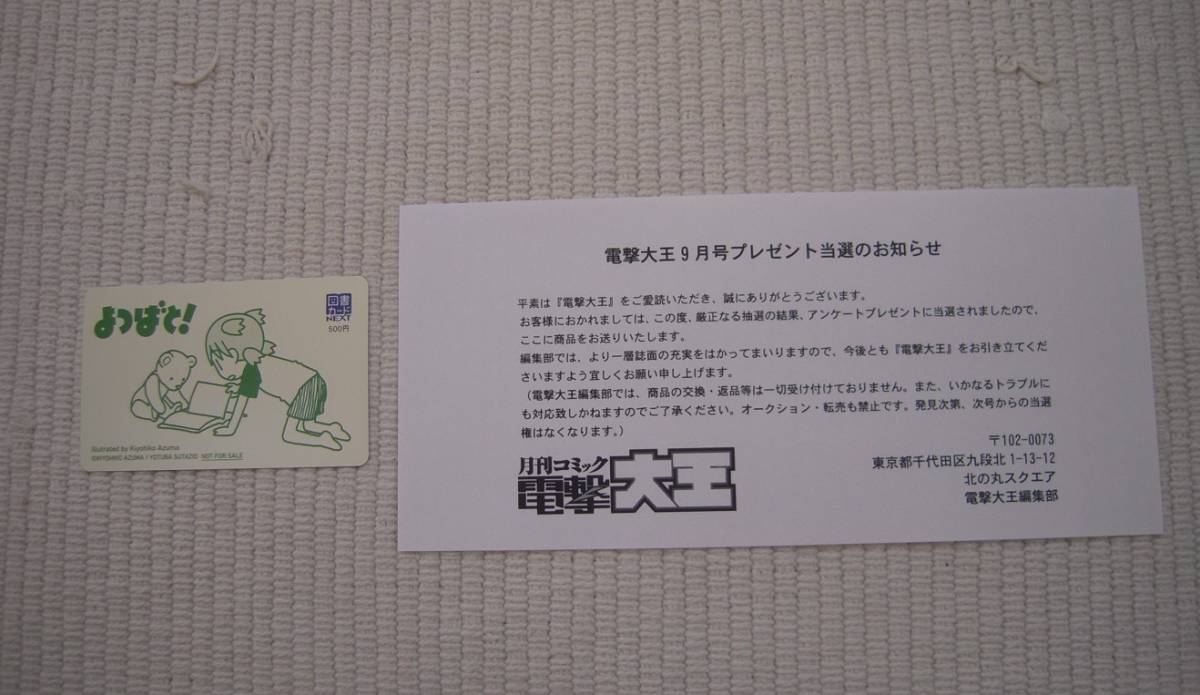 よつばと!
図書
カード
NEXT
500円
Illustrated by Kiyohiko Azuma
©KIYOHIKO AZUMA / YOTUBA SUTAZIO NOT FOR SALE
電撃大王9月号プレゼント当選のお知らせ
平素は『電撃大王』をご愛読いただき、誠にありがとうございます。
お客様におかれましては、この度、厳正なる抽選の結果、アンケートプレゼントに当選されましたので、
ここに商品をお送りいたします。
編集部では、より一層誌面の充実をはかってまいりますので、今後とも『電撃大王』をお引き立てくだ
さいますよう宜しくお願い申し上げます。
(電撃大王編集部では、商品の交換・返品等は一切受け付けておりません。また、いかなるトラブルに
も対応致しかねますのでご了承ください。オークション・転売も禁止です。発見次第、次号からの当選
権はなくなります。)
〒102-0073
東京都千代田区九段北1-13-12
北の丸スクエア
電撃大王編集部
月刊コミック
電撃大王